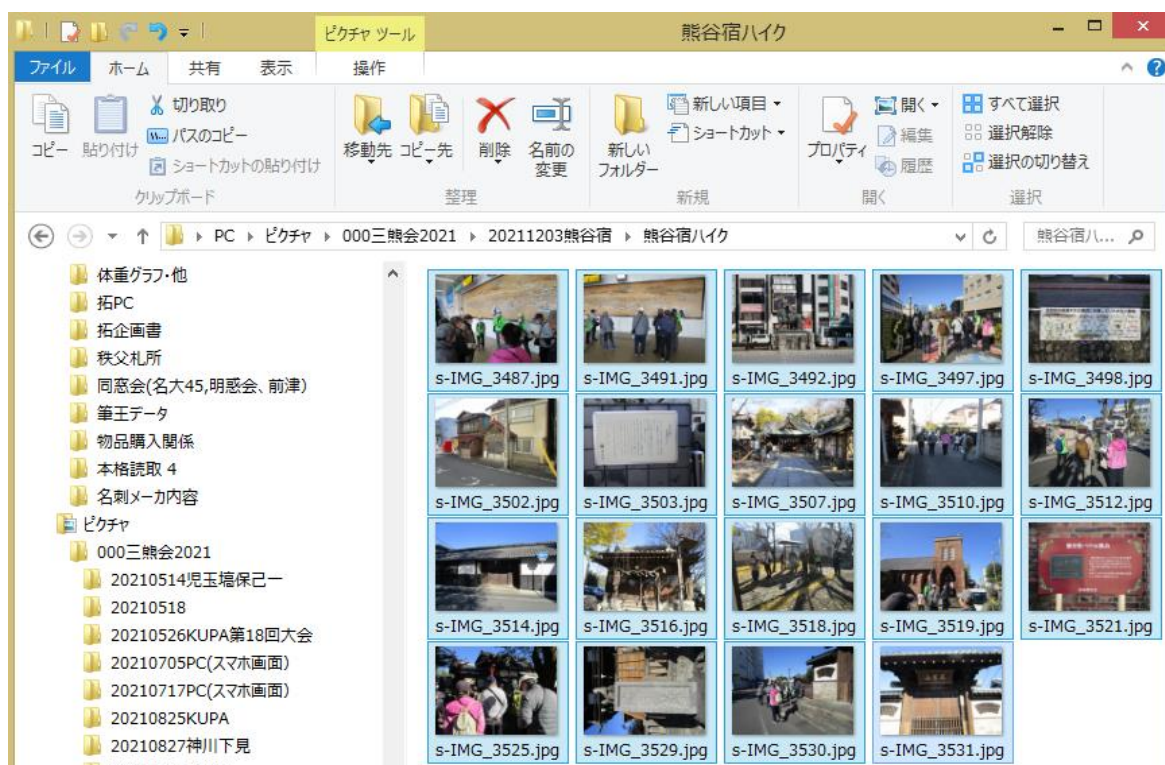 ピクチャ ツール
熊谷宿ハイク
ファイル ホーム 共有 表示 操作
コピー 貼り付け 切り取り パスのコピー ショートカットの貼り付け
移動先 コピー先 削除 名前の変更
新しいフォルダー 新しい項目 ショートカット
プロパティ 開く 編集 履歴
すべて選択 選択解除 選択の切り替え
クリップボード 整理 新規 開く 選択
PC ピクチャ 000三熊会2021 20211203熊谷宿 熊谷宿ハイク
熊谷宿ハ...
体重グラフ・他
拓PC
拓企画書
秩父札所
同窓会(名大45,明惑会、前津)
筆王データ
物品購入関係
本格読取 4
名刺メーカ内容
ピクチャ
000三熊会2021
20210514児玉塙保己一
20210518
20210526KUPA第18回大会
20210705PC(スマホ画面)
20210717PC(スマホ画面)
20210825KUPA
20210827神川下見
s-IMG_3487.jpg s-IMG_3491.jpg s-IMG_3492.jpg s-IMG_3497.jpg s-IMG_3498.jpg
s-IMG_3502.jpg s-IMG_3503.jpg s-IMG_3507.jpg s-IMG_3510.jpg s-IMG_3512.jpg
s-IMG_3514.jpg s-IMG_3516.jpg s-IMG_3518.jpg s-IMG_3519.jpg s-IMG_3521.jpg
s-IMG_3525.jpg s-IMG_3529.jpg s-IMG_3530.jpg s-IMG_3531.jpg